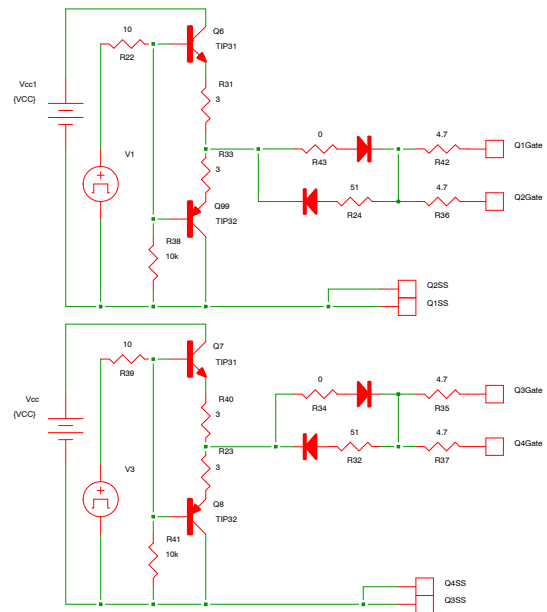 10
Q6
TIP31
R22
Vcc1
{VCC}
R31
3
V1
R33
3
0
R43
4.7
R42
Q1Gate
51
R24
4.7
R36
Q2Gate
Q99
TIP32
R38
10k
Q2SS
Q1SS
10
Q7
TIP31
R39
Vcc
{VCC}
R40
3
0
R34
4.7
R35
Q3Gate
R23
3
51
R32
4.7
R37
Q4Gate
V3
Q8
TIP32
R41
10k
Q4SS
Q3SS